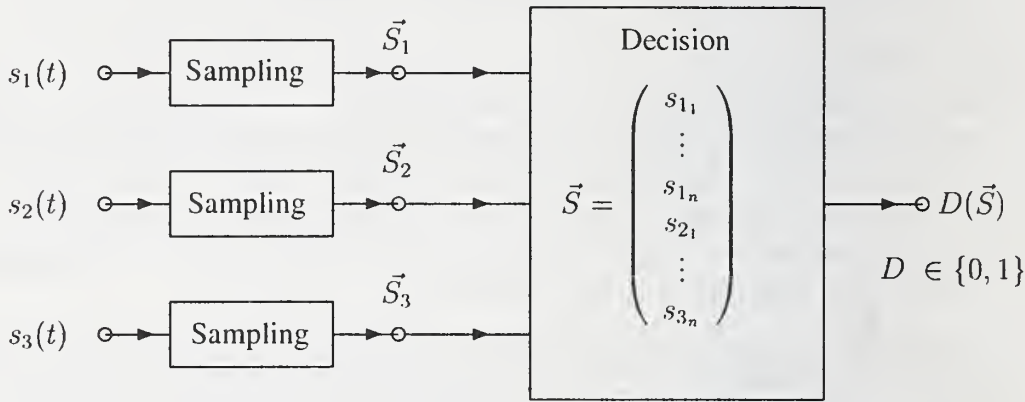 s₁(t) Sampling S⃗₁
s₂(t) Sampling S⃗₂
s₃(t) Sampling S⃗₃
Decision
S⃗ = ( s₁₁ ⋮ s₁ₙ s₂₁ ⋮ s₃ₙ )
D(S⃗)
D ∈ {0, 1}